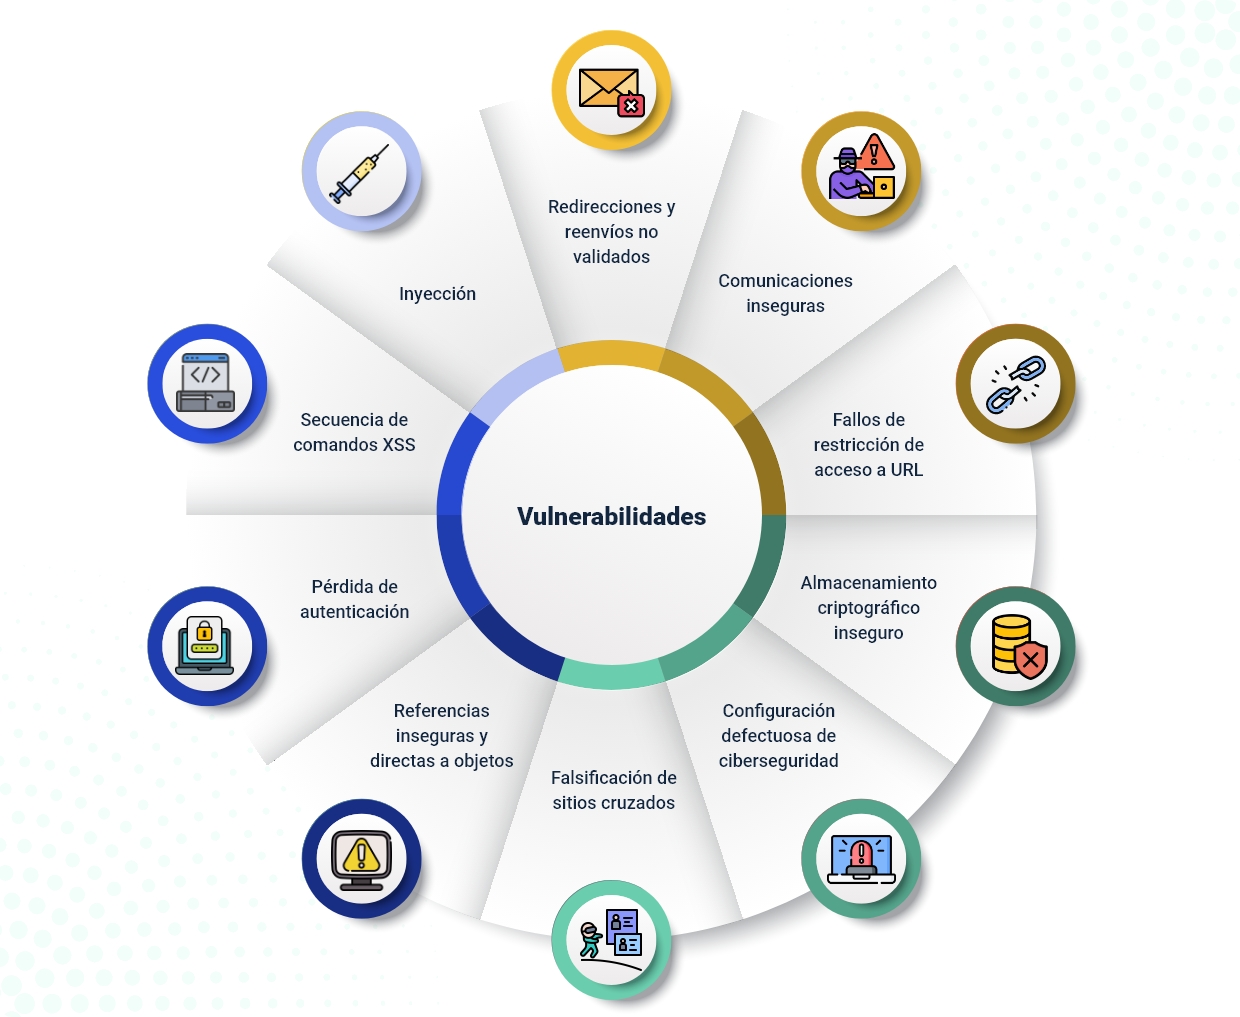 Redirecciones y
reenvíos no
validados
Comunicaciones
inseguras
Fallos de
restricción de
acceso a URL
Almacenamiento
criptográfico
inseguro
Configuración
defectuosa de
ciberseguridad
Falsificación de
sitios cruzados
Referencias
inseguras y
directas a objetos
Pérdida de
autenticación
Secuencia de
comandos XSS
Inyección
Vulnerabilidades